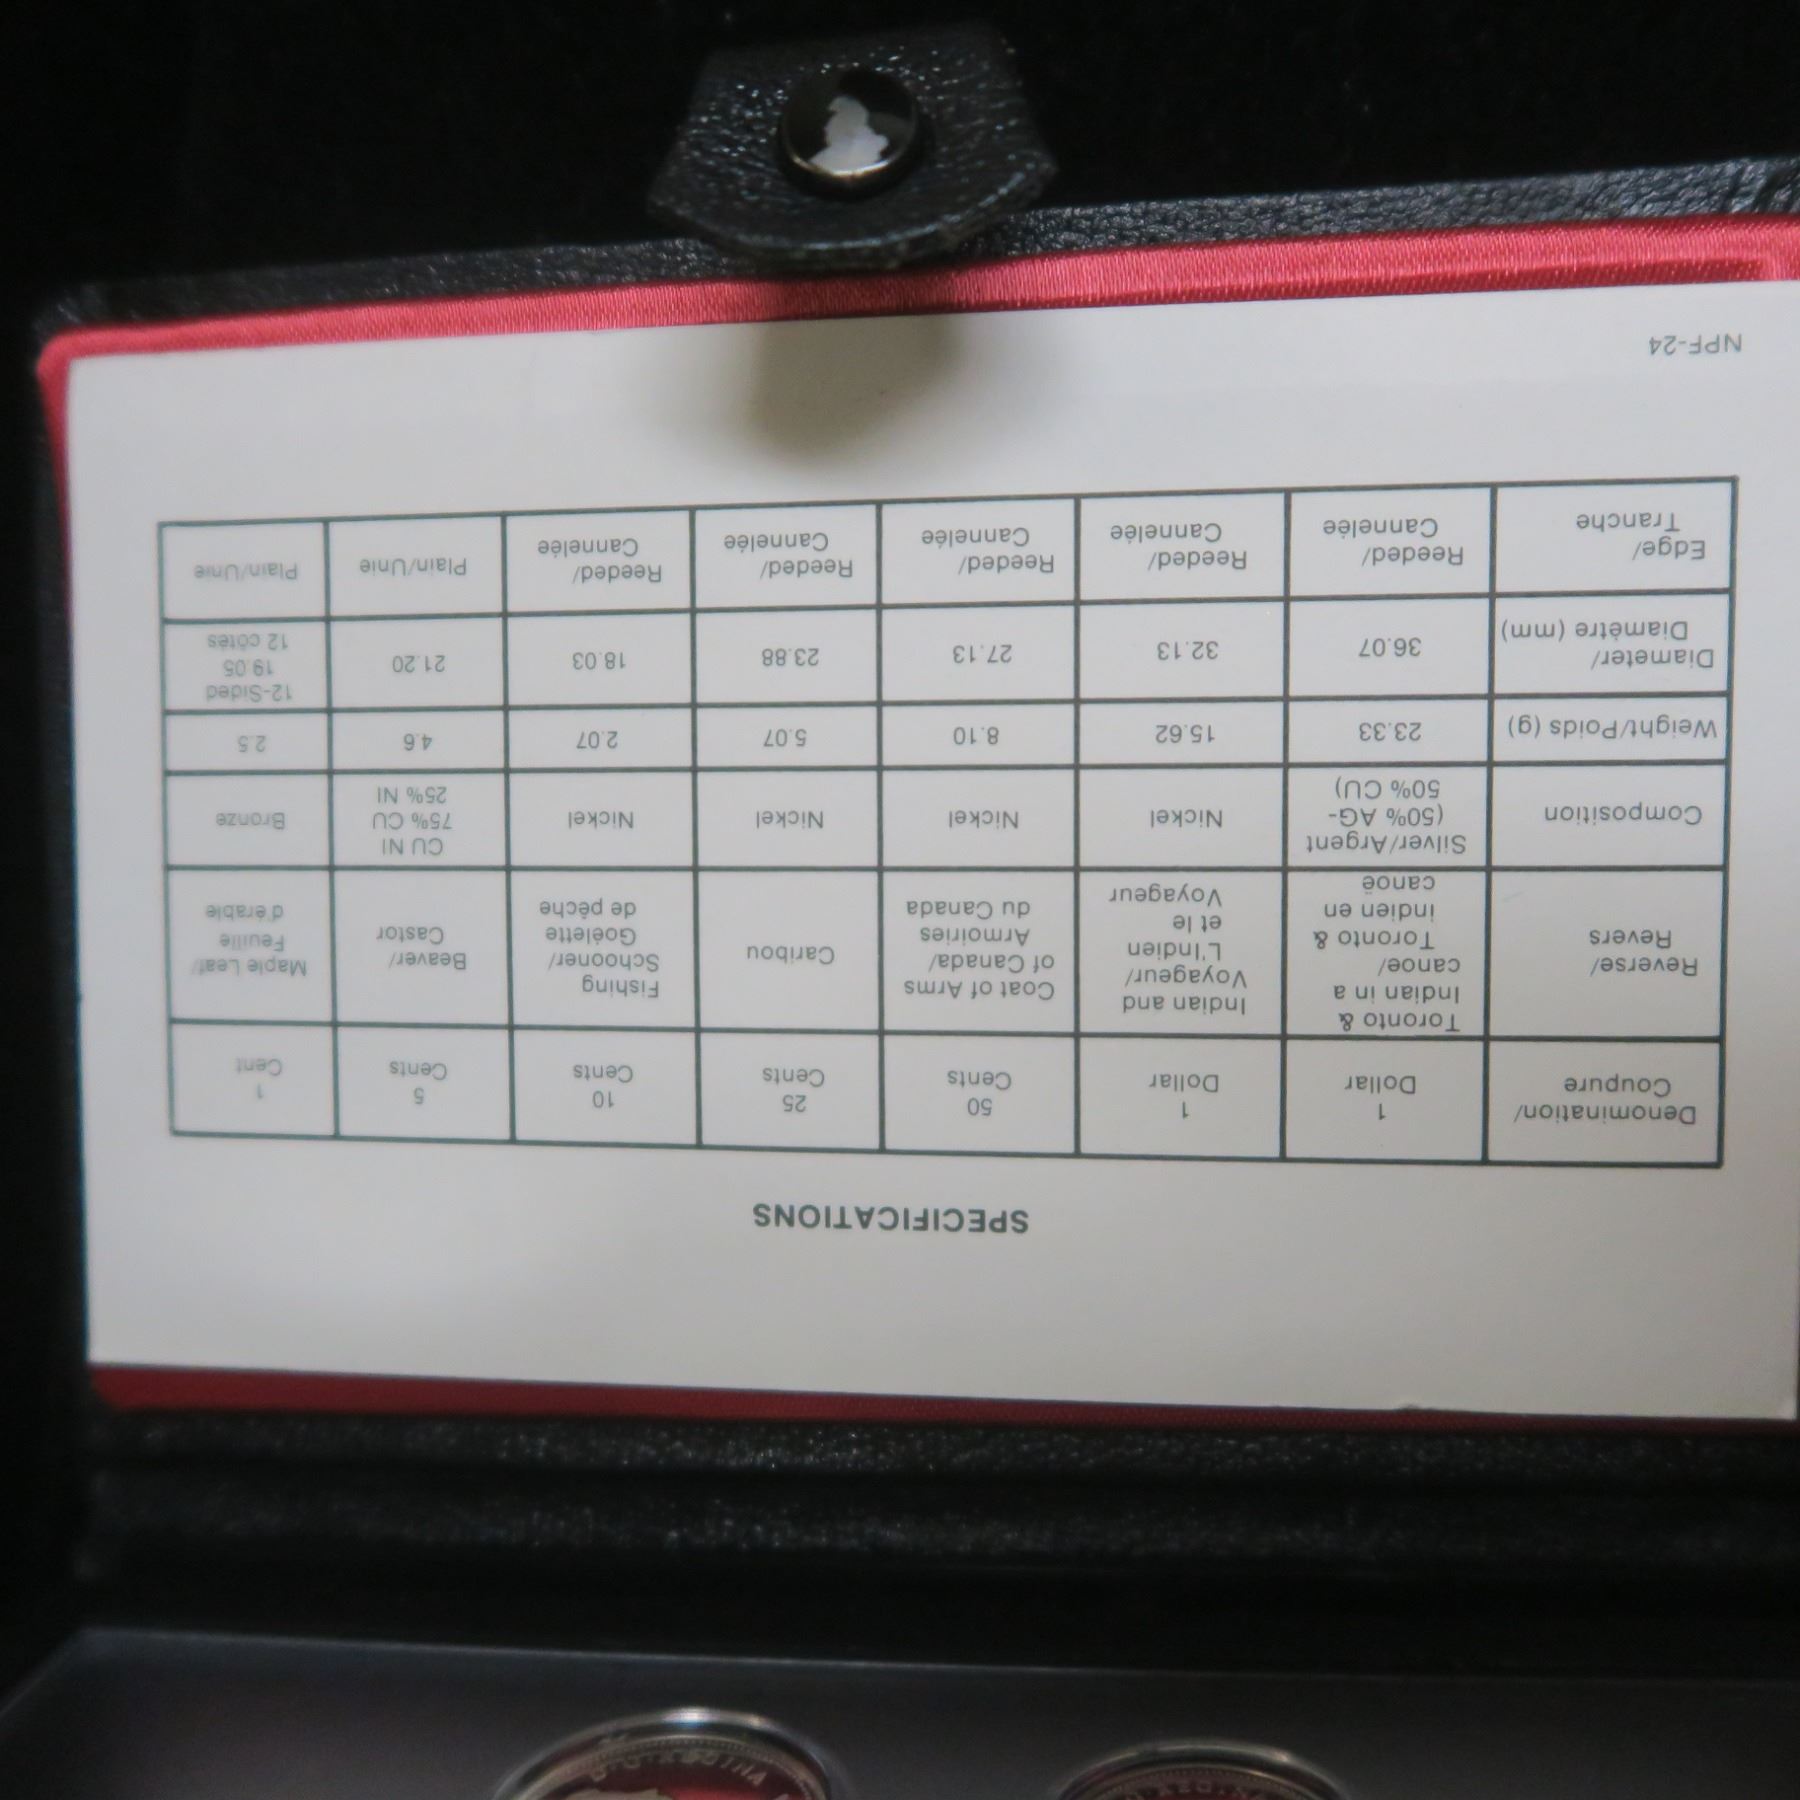 SPECIFICATIONS
Denomination/
Coupure
1
Dollar
1
Dollar
50
Cents
25
Cents
10
Cents
5
Cents
1
Cent
Reverse/
Revers
Toronto &
Indian in a
canoe/
Toronto &
indien en
canoë
Indian and
Voyageur/
L'Indien
et le
Voyageur
Coat of Arms
of Canada/
Armoiries
du Canada
Caribou
Fishing
Schooner/
Goélette
de pêche
Beaver/
Castor
Maple Leaf/
Feuille
d'érable
Composition
Silver/Argent
(50% AG-
50% CU)
Nickel
Nickel
Nickel
Nickel
CU NI
75% CU
25% NI
Bronze
Weight/Poids (g)
23.33
15.62
8.10
5.07
2.07
4.6
2.5
Diameter/
Diamètre (mm)
36.07
32.13
27.13
23.88
18.03
21.20
12-Sided
19.05
12 côtés
Edge/
Tranche
Reeded/
Cannelée
Reeded/
Cannelée
Reeded/
Cannelée
Reeded/
Cannelée
Reeded/
Cannelée
Plain/Unie
Plain/Unie
NPF-24
D·G·REGINA
REGINA